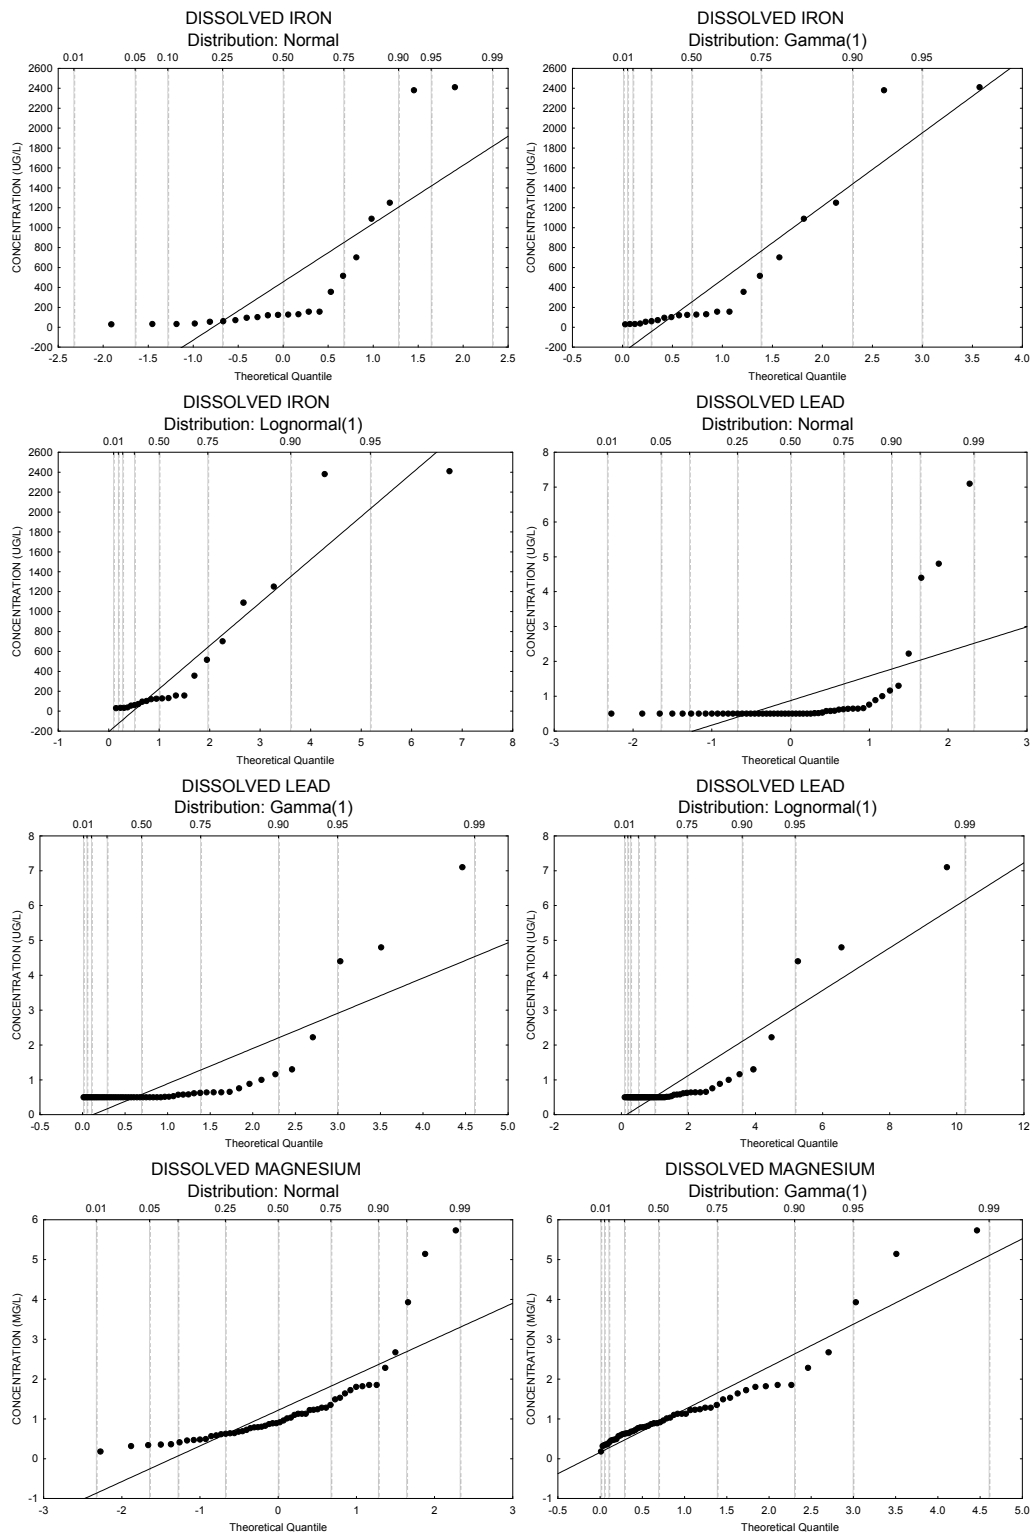 DISSOLVED IRON
Distribution: Normal
0.01 0.05 0.10 0.25 0.50 0.75 0.90 0.95 0.99
2600
2400
2200
2000
1800
1600
1400
1200
1000
800
600
400
200
0
-200
CONCENTRATION (UG/L)
-2.5 -2.0 -1.5 -1.0 -0.5 0.0 0.5 1.0 1.5 2.0 2.5
Theoretical Quantile
DISSOLVED IRON
Distribution: Gamma(1)
0.01 0.50 0.75 0.90 0.95
2600
2400
2200
2000
1800
1600
1400
1200
1000
800
600
400
200
0
-200
CONCENTRATION (UG/L)
-0.5 0.0 0.5 1.0 1.5 2.0 2.5 3.0 3.5 4.0
Theoretical Quantile
DISSOLVED IRON
Distribution: Lognormal(1)
0.01 0.50 0.75 0.90 0.95
2600
2400
2200
2000
1800
1600
1400
1200
1000
800
600
400
200
0
-200
CONCENTRATION (UG/L)
-1 0 1 2 3 4 5 6 7 8
Theoretical Quantile
DISSOLVED LEAD
Distribution: Normal
0.01 0.05 0.25 0.50 0.75 0.90 0.99
8
7
6
5
4
3
2
1
0
CONCENTRATION (UG/L)
-3 -2 -1 0 1 2 3
Theoretical Quantile
DISSOLVED LEAD
Distribution: Gamma(1)
0.01 0.50 0.75 0.90 0.95 0.99
8
7
6
5
4
3
2
1
0
CONCENTRATION (UG/L)
-0.5 0.0 0.5 1.0 1.5 2.0 2.5 3.0 3.5 4.0 4.5 5.0
Theoretical Quantile
DISSOLVED LEAD
Distribution: Lognormal(1)
0.01 0.75 0.90 0.95 0.99
8
7
6
5
4
3
2
1
0
CONCENTRATION (UG/L)
-2 0 2 4 6 8 10 12
Theoretical Quantile
DISSOLVED MAGNESIUM
Distribution: Normal
0.01 0.05 0.25 0.50 0.75 0.90 0.99
6
5
4
3
2
1
0
-1
CONCENTRATION (MG/L)
-3 -2 -1 0 1 2 3
Theoretical Quantile
DISSOLVED MAGNESIUM
Distribution: Gamma(1)
0.01 0.50 0.75 0.90 0.95 0.99
6
5
4
3
2
1
0
-1
CONCENTRATION (MG/L)
-0.5 0.0 0.5 1.0 1.5 2.0 2.5 3.0 3.5 4.0 4.5 5.0
Theoretical Quantile